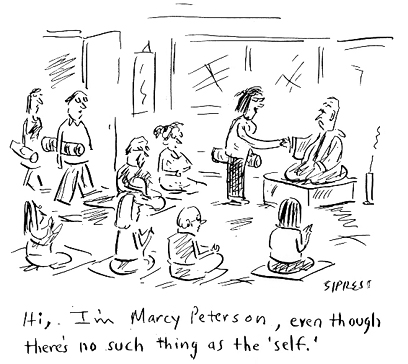 SIPRESS
Hi,. I'm Marcy Peterson, even though
there's no such thing as the 'self.'